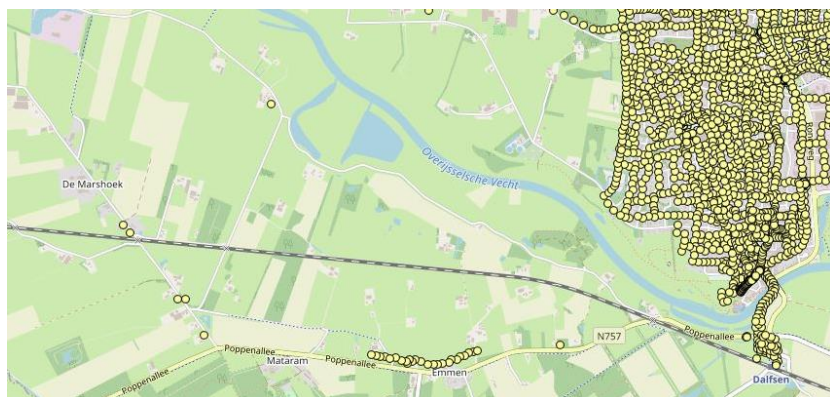 De Marshoek
Overijsselsche Vecht
N757
Poppenallee
Poppenallee
Poppenallee
Poppenallee
Mataram
Emmen
Dalfsen